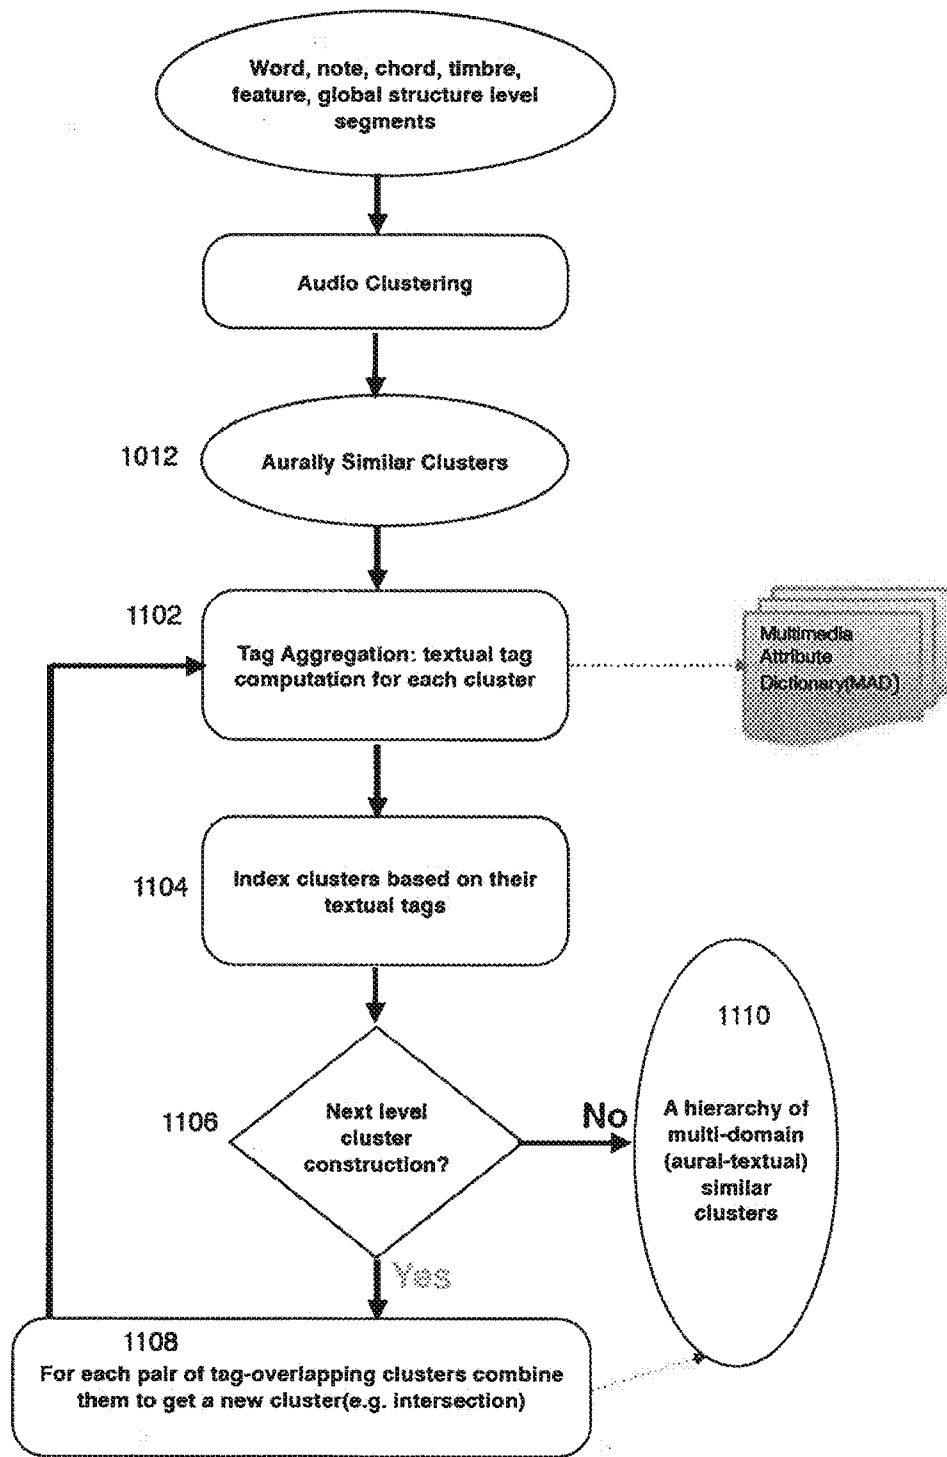 Word, note, chord, timbre,
feature, global structure level
segments
Audio Clustering
1012
Aurally Similar Clusters
1102
Tag Aggregation: textual tag
computation for each cluster
Multimedia
Attribute
Dictionary(MAD)
1104
Index clusters based on their
textual tags
1106
Next level
cluster
construction?
No
1110
A hierarchy of
multi-domain
(aural-textual)
similar
clusters
Yes
1108
For each pair of tag-overlapping clusters combine
them to get a new cluster(e.g. intersection)